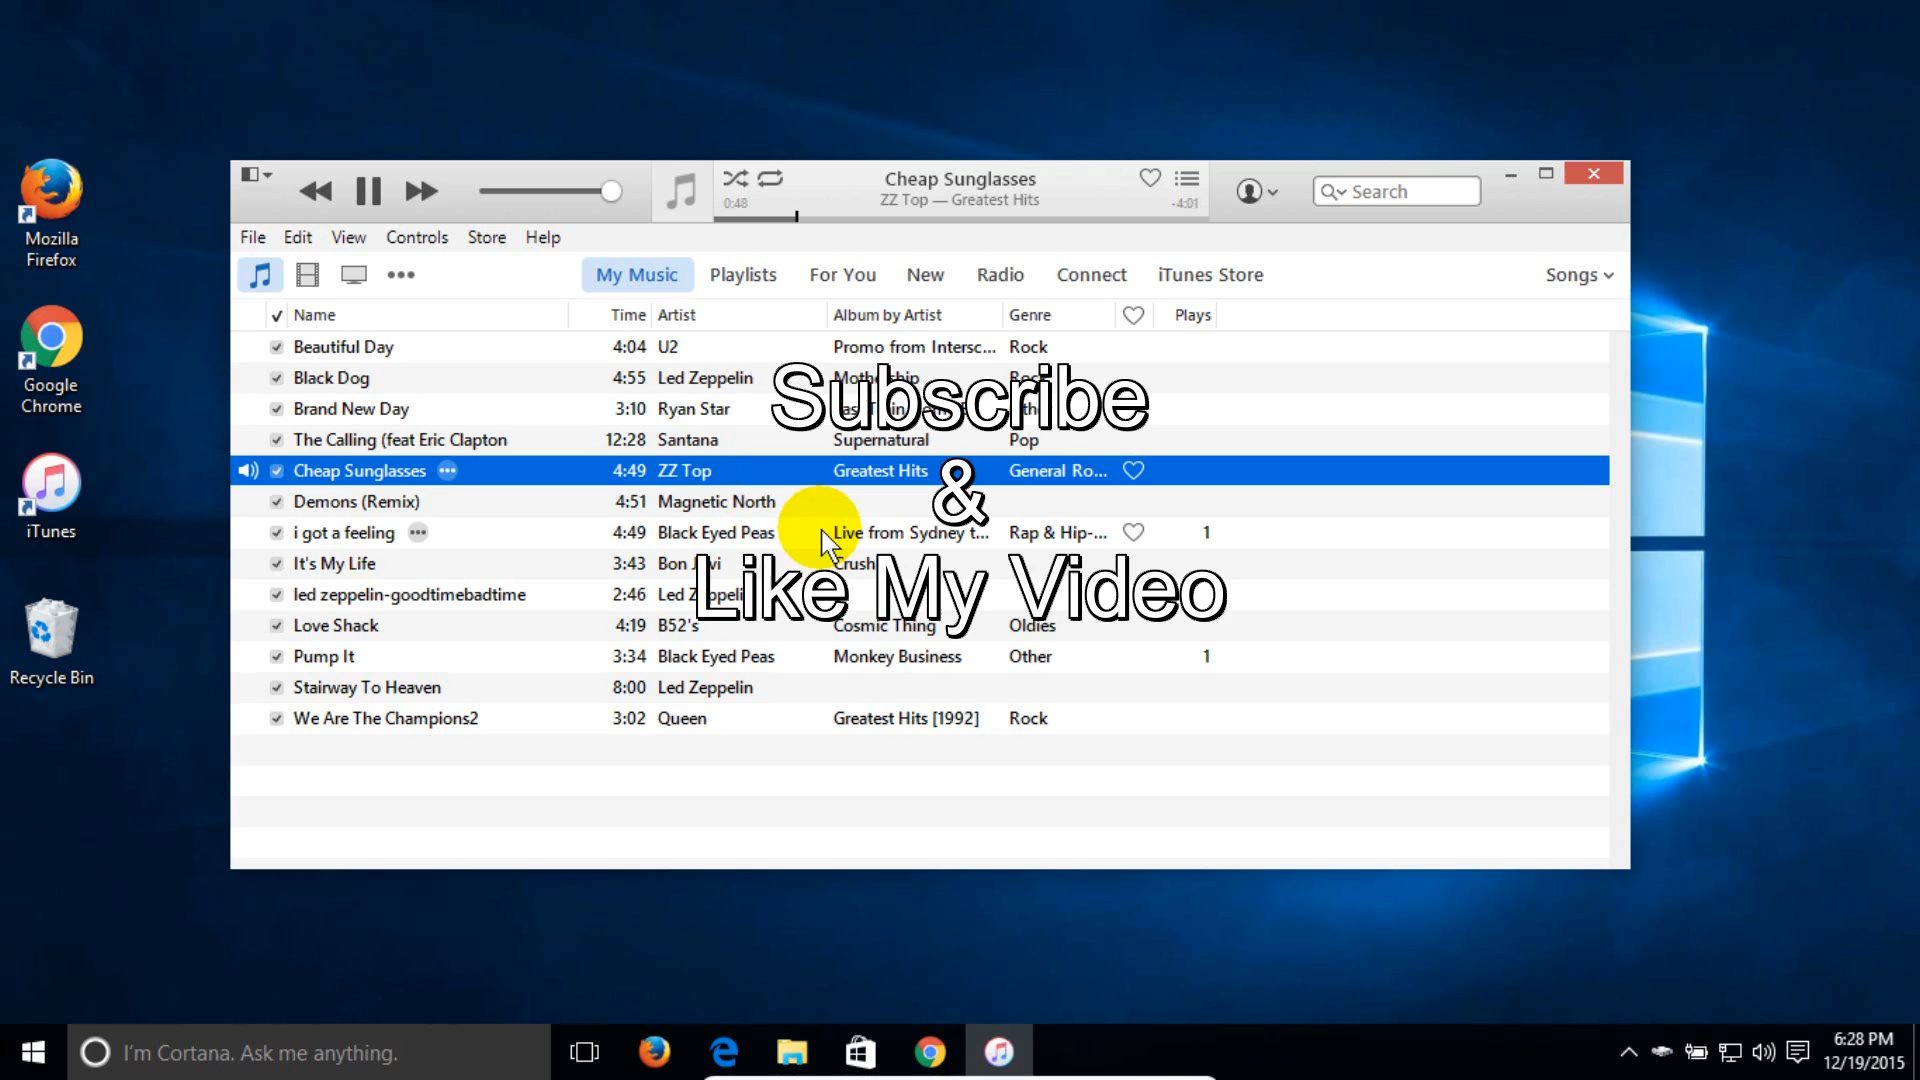 Cheap Sunglasses
ZZ Top — Greatest Hits
0:48
-4:01
Search
File Edit View Controls Store Help
My Music Playlists For You New Radio Connect iTunes Store Songs
Name Time Artist Album by Artist Genre Plays
Beautiful Day 4:04 U2 Promo from Intersc... Rock
Black Dog 4:55 Led Zeppelin
Brand New Day 3:10 Ryan Star
The Calling (feat Eric Clapton 12:28 Santana Supernatural Pop
Cheap Sunglasses 4:49 ZZ Top Greatest Hits General Ro...
Demons (Remix) 4:51 Magnetic North
i got a feeling 4:49 Black Eyed Peas Live from Sydney t... Rap & Hip-... 1
It's My Life 3:43 Bon Jovi Crush
led zeppelin-goodtimebadtime 2:46 Led Zeppelin
Love Shack 4:19 B52's Cosmic Thing Oldies
Pump It 3:34 Black Eyed Peas Monkey Business Other 1
Stairway To Heaven 8:00 Led Zeppelin
We Are The Champions2 3:02 Queen Greatest Hits [1992] Rock
Subscribe
&
Like My Video
Mozilla
Firefox
Google
Chrome
iTunes
Recycle Bin
I'm Cortana. Ask me anything.
6:28 PM
12/19/2015